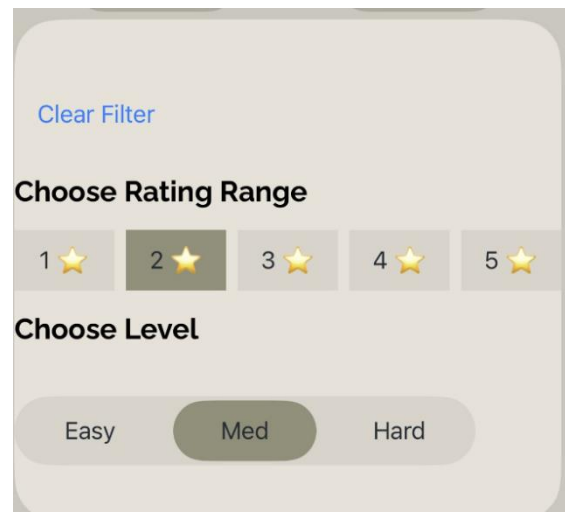 Clear Filter
Choose Rating Range
1⭐ 2⭐ 3⭐ 4⭐ 5⭐
Choose Level
Easy Med Hard